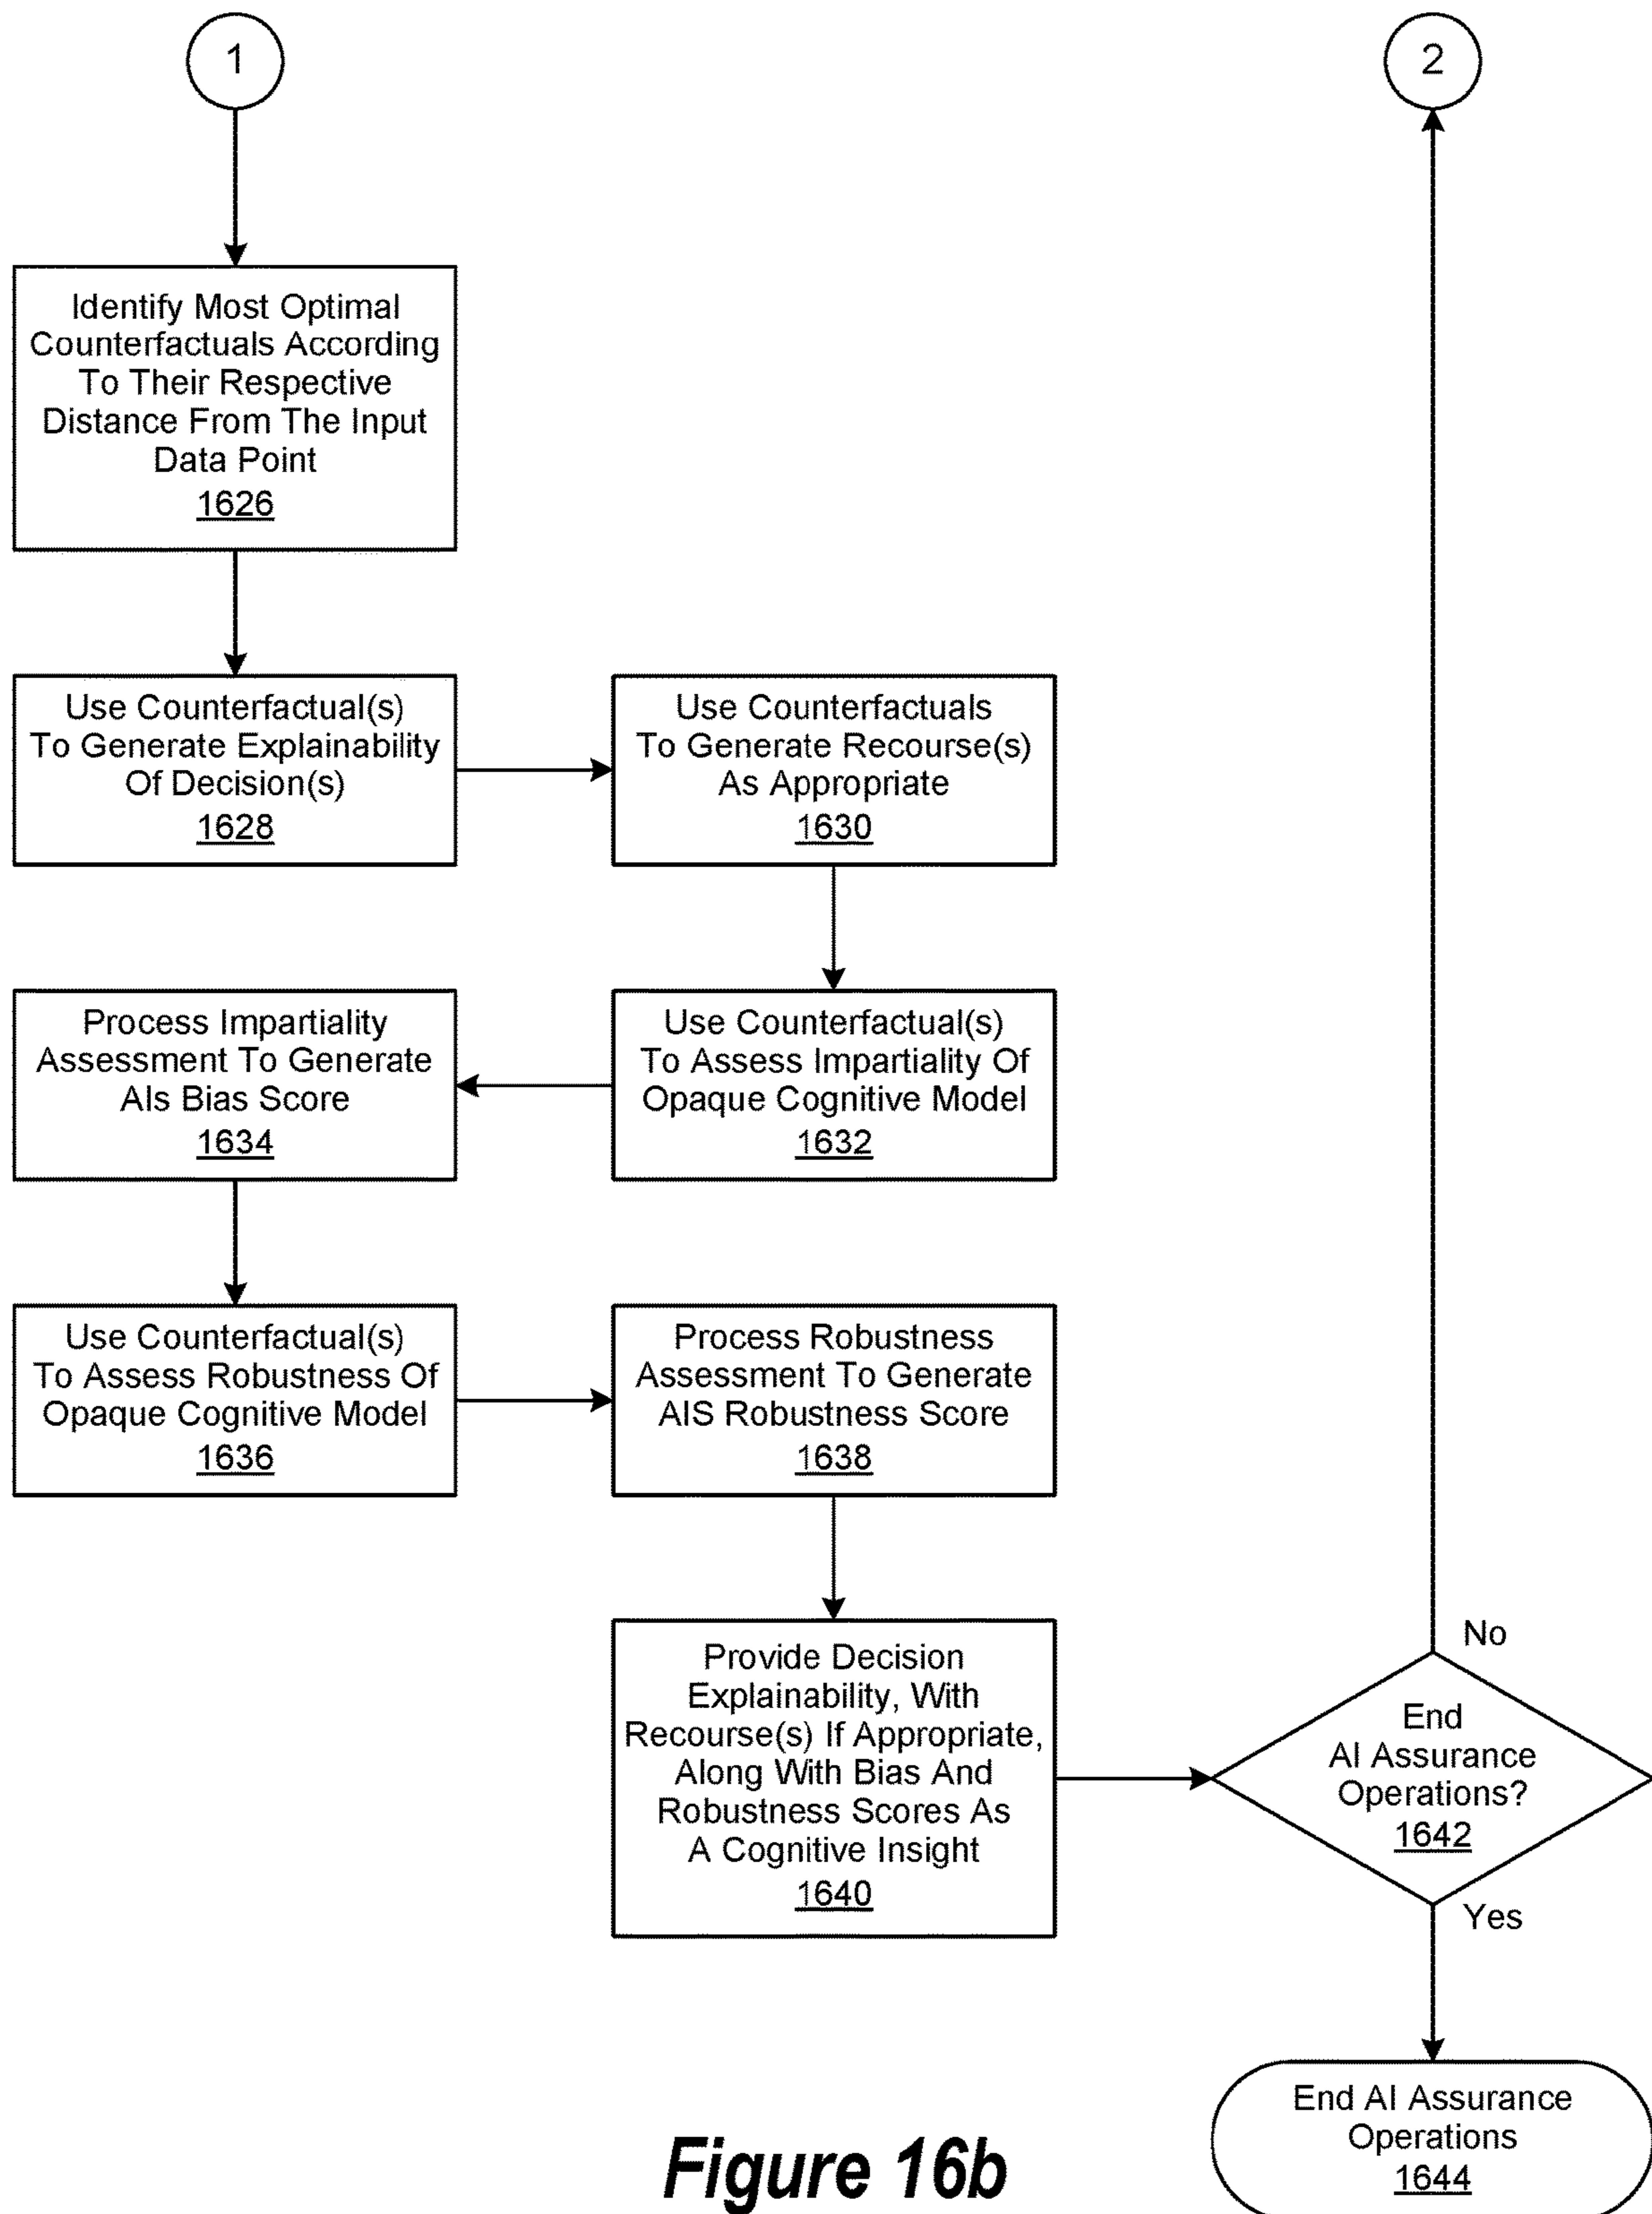 1
2
Identify Most Optimal
Counterfactuals According
To Their Respective
Distance From The Input
Data Point
1626
Use Counterfactual(s)
To Generate Explainability
Of Decision(s)
1628
Use Counterfactuals
To Generate Recourse(s)
As Appropriate
1630
Process Impartiality
Assessment To Generate
AIs Bias Score
1634
Use Counterfactual(s)
To Assess Impartiality Of
Opaque Cognitive Model
1632
Use Counterfactual(s)
To Assess Robustness Of
Opaque Cognitive Model
1636
Process Robustness
Assessment To Generate
AIS Robustness Score
1638
Provide Decision
Explainability, With
Recourse(s) If Appropriate,
Along With Bias And
Robustness Scores As
A Cognitive Insight
1640
No
End
AI Assurance
Operations?
1642
Yes
End AI Assurance
Operations
1644
Figure 16b